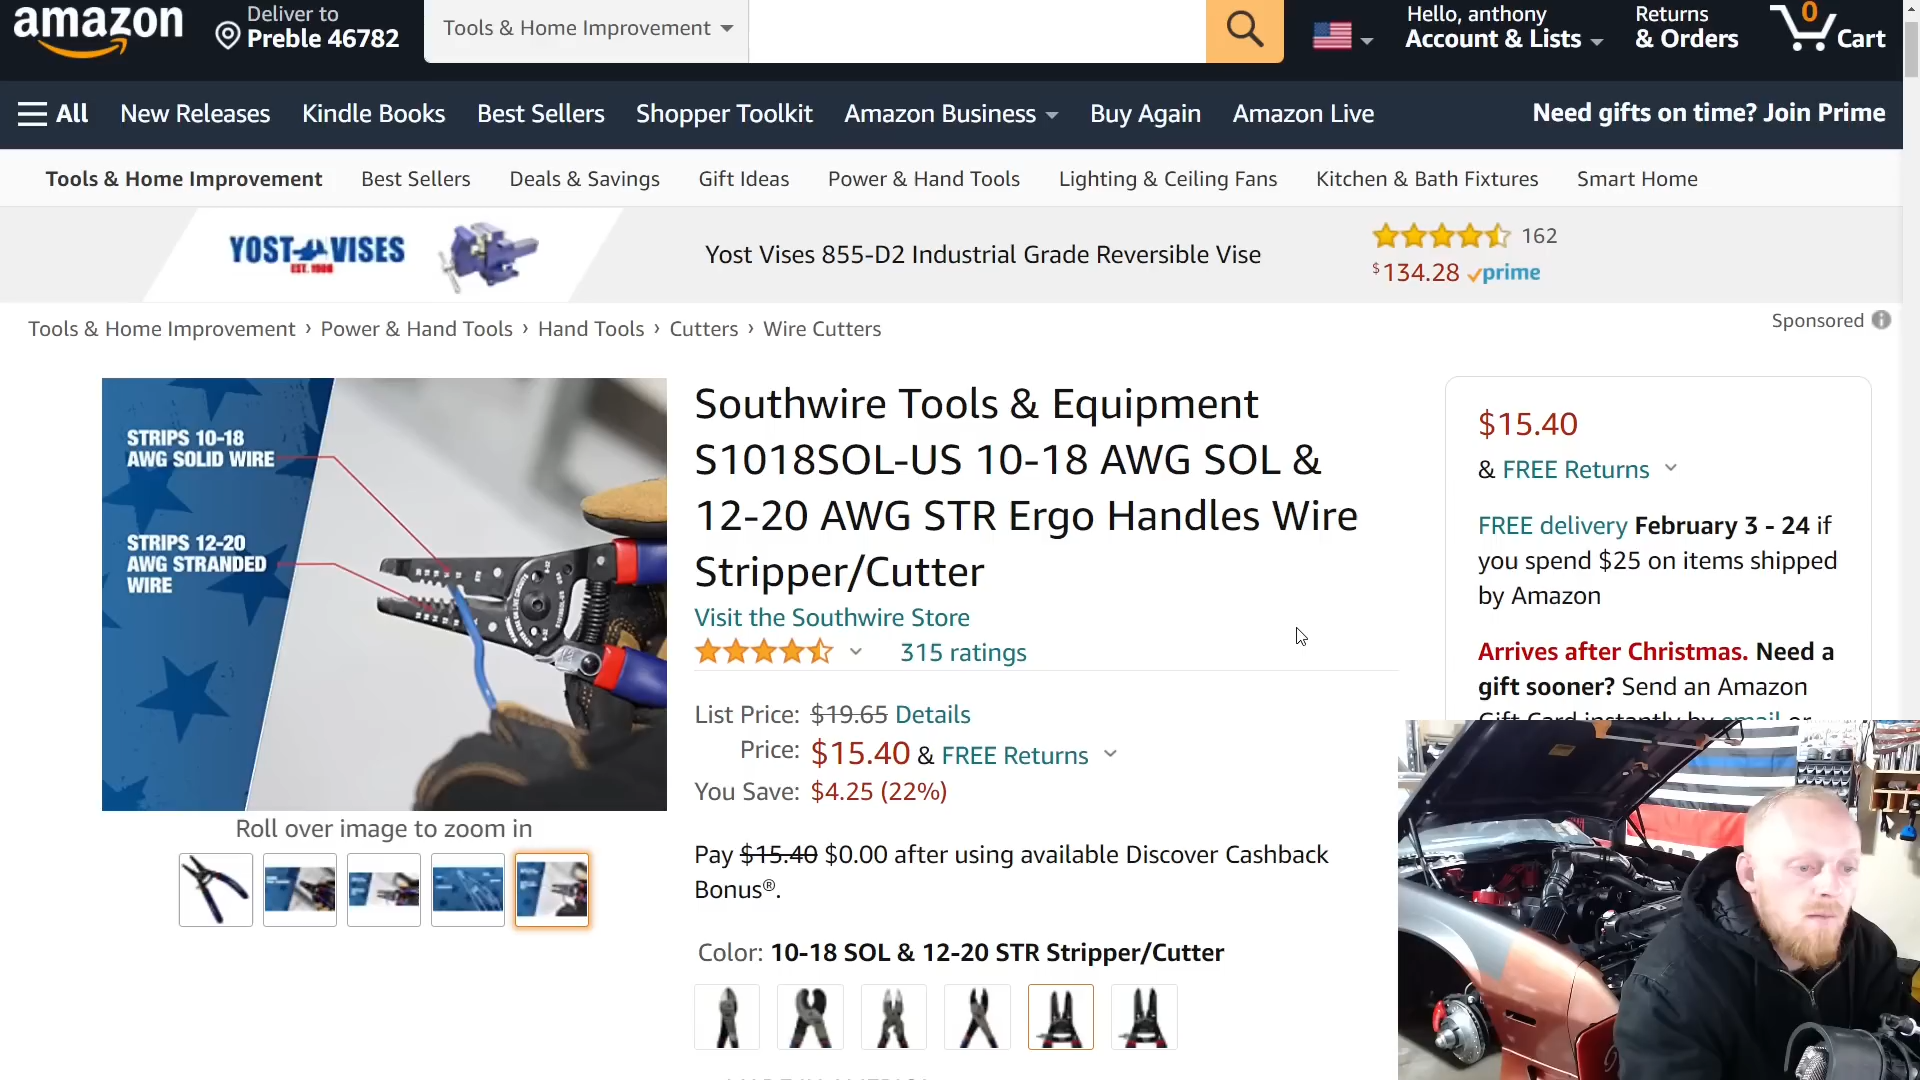 amazon
Deliver to
Preble 46782
Tools & Home Improvement
Hello, anthony
Account & Lists
Returns
& Orders
0
Cart
All
New Releases
Kindle Books
Best Sellers
Shopper Toolkit
Amazon Business
Buy Again
Amazon Live
Need gifts on time? Join Prime
Tools & Home Improvement
Best Sellers
Deals & Savings
Gift Ideas
Power & Hand Tools
Lighting & Ceiling Fans
Kitchen & Bath Fixtures
Smart Home
YOST VISES
EST. 1908
Yost Vises 855-D2 Industrial Grade Reversible Vise
162
$134.28 prime
Tools & Home Improvement › Power & Hand Tools › Hand Tools › Cutters › Wire Cutters
Sponsored
STRIPS 10-18
AWG SOLID WIRE
STRIPS 12-20
AWG STRANDED
WIRE
Roll over image to zoom in
Southwire Tools & Equipment
S1018SOL-US 10-18 AWG SOL &
12-20 AWG STR Ergo Handles Wire
Stripper/Cutter
Visit the Southwire Store
315 ratings
List Price: $19.65 Details
Price: $15.40 & FREE Returns
You Save: $4.25 (22%)
Pay $15.40 $0.00 after using available Discover Cashback
Bonus®.
Color: 10-18 SOL & 12-20 STR Stripper/Cutter
$15.40
& FREE Returns
FREE delivery February 3 - 24 if
you spend $25 on items shipped
by Amazon
Arrives after Christmas. Need a
gift sooner? Send an Amazon
Gift Card instantly by email or